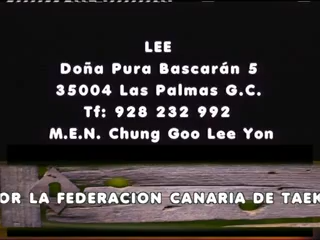 LEE
Doña Pura Bascarán 5
35004 Las Palmas G.C.
Tf: 928 232 992
M.E.N. Chung Goo Lee Yon
OR LA FEDERACION CANARIA DE TAEK